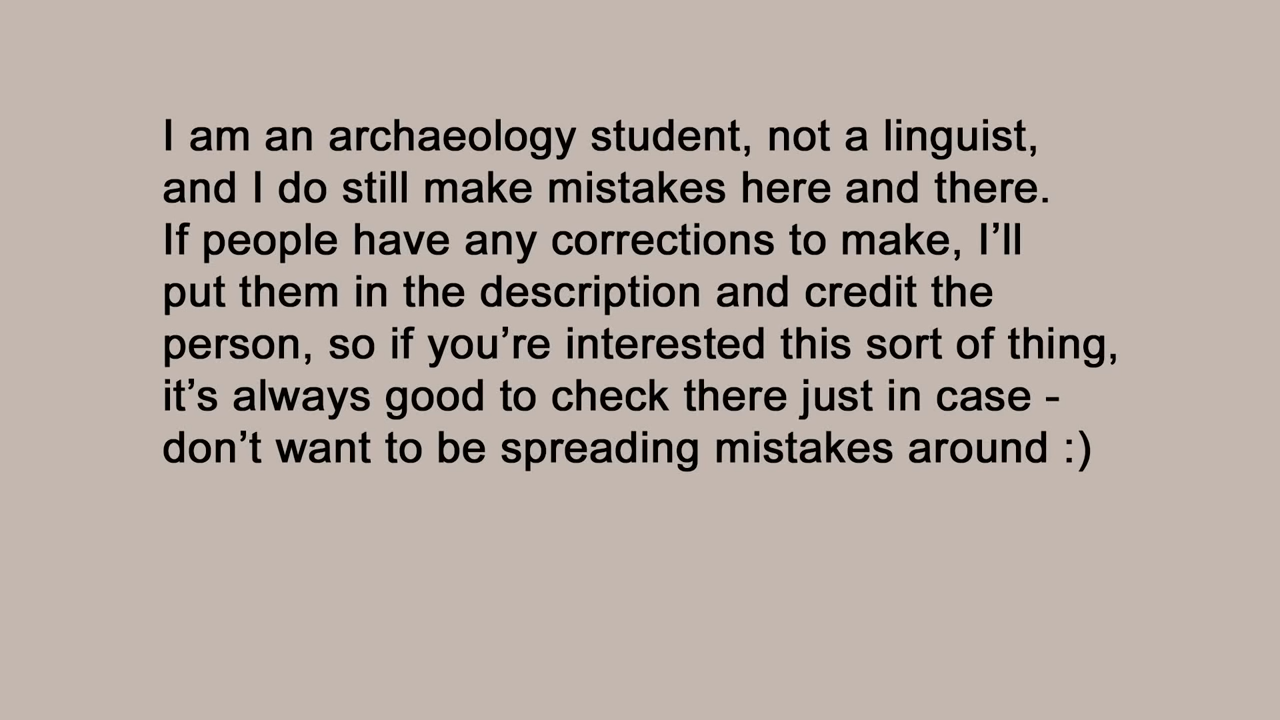 I am an archaeology student, not a linguist,
and I do still make mistakes here and there.
If people have any corrections to make, I’ll
put them in the description and credit the
person, so if you’re interested this sort of thing,
it’s always good to check there just in case -
don’t want to be spreading mistakes around :)